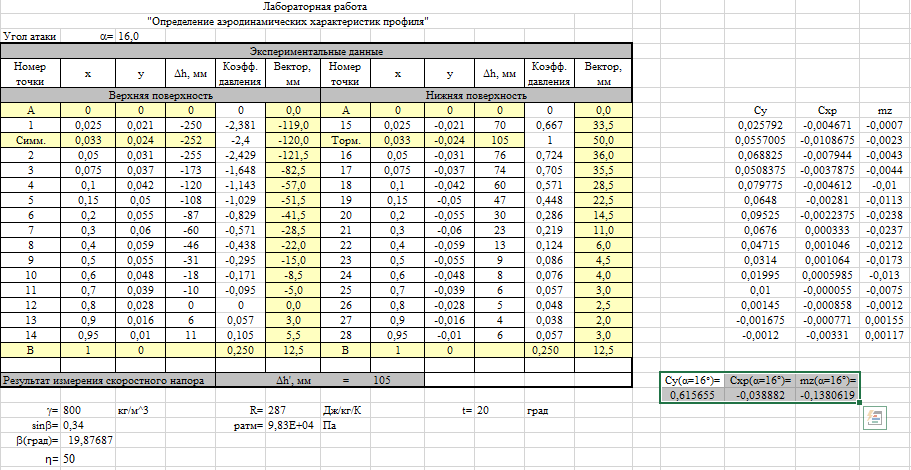 Лабораторная работа
"Определение аэродинамических характеристик профиля"
Угол атаки α= 16,0
Экспериментальные данные
Номер точки x y Δh, мм Коэфф. давления Вектор, мм Номер точки x y Δh, мм Коэфф. давления Вектор, мм
Верхняя поверхность Нижняя поверхность
A 0 0 0 0 0,0 A 0 0 0 0 0,0 Cy Cxp mz
1 0,025 0,021 -250 -2,381 -119,0 15 0,025 -0,021 70 0,667 33,5 0,025792 -0,004671 -0,0007
Симм. 0,033 0,024 -252 -2,4 -120,0 Торм. 0,033 -0,024 105 1 50,0 0,0557005 -0,0108675 -0,0023
2 0,05 0,031 -255 -2,429 -121,5 16 0,05 -0,031 76 0,724 36,0 0,068825 -0,007944 -0,0043
3 0,075 0,037 -173 -1,648 -82,5 17 0,075 -0,037 74 0,705 35,5 0,0508375 -0,0037875 -0,0044
4 0,1 0,042 -120 -1,143 -57,0 18 0,1 -0,042 60 0,571 28,5 0,079775 -0,004612 -0,01
5 0,15 0,05 -108 -1,029 -51,5 19 0,15 -0,05 47 0,448 22,5 0,0648 -0,00281 -0,0113
6 0,2 0,055 -87 -0,829 -41,5 20 0,2 -0,055 30 0,286 14,5 0,09525 -0,0022375 -0,0238
7 0,3 0,06 -60 -0,571 -28,5 21 0,3 -0,06 23 0,219 11,0 0,0676 0,000333 -0,0237
8 0,4 0,059 -46 -0,438 -22,0 22 0,4 -0,059 13 0,124 6,0 0,04715 0,001046 -0,0212
9 0,5 0,055 -31 -0,295 -15,0 23 0,5 -0,055 9 0,086 4,5 0,0314 0,001064 -0,0173
10 0,6 0,048 -18 -0,171 -8,5 24 0,6 -0,048 8 0,076 4,0 0,01995 0,0005985 -0,013
11 0,7 0,039 -10 -0,095 -5,0 25 0,7 -0,039 6 0,057 3,0 0,01 -0,000055 -0,0075
12 0,8 0,028 0 0 0,0 26 0,8 -0,028 5 0,048 2,5 0,00145 -0,000858 -0,0012
13 0,9 0,016 6 0,057 3,0 27 0,9 -0,016 4 0,038 2,0 -0,001675 -0,000771 0,00155
14 0,95 0,01 11 0,105 5,5 28 0,95 -0,01 6 0,057 3,0 -0,0012 -0,00331 0,00117
B 1 0 0,250 12,5 B 1 0 0,250 12,5
Результат измерения скоростного напора Δh', мм = 105 Cy(α=16°)= Cxp(α=16°)= mz(α=16°)=
0,615655 -0,038882 -0,1380619
γ= 800 кг/м^3 R= 287 Дж/кг/К t= 20 град
sinβ= 0,34 pатм= 9,83E+04 Па
β(град)= 19,87687
η= 50